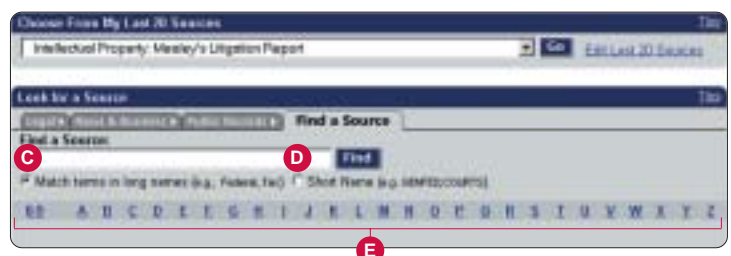 Choose From My Last 20 Sources Tips
Intellectual Property: Mealey's Litigation Report Go Edit Last 20 Sources
Look for a Source Tips
Legal News & Business Public Records Find a Source
Find a Source:
C D Find
Match terms in long names (e.g., Federal, Tax) Short Name (e.g. GENFED;COURTS)
0-9 A B C D E F G H I J K L M N O P Q R S T U V W X Y Z
E